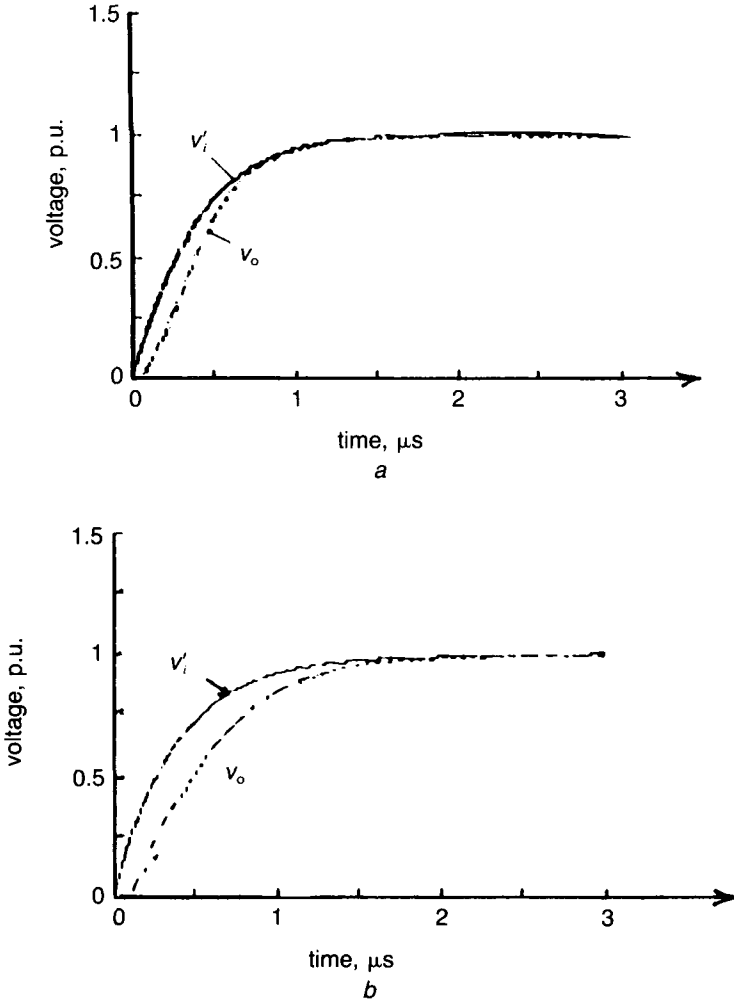 1.5
1
0.5
0
voltage, p.u.
v'i
vo
0 1 2 3
time, μs
a
1.5
1
0.5
0
voltage, p.u.
v'i
vo
0 1 2 3
time, μs
b